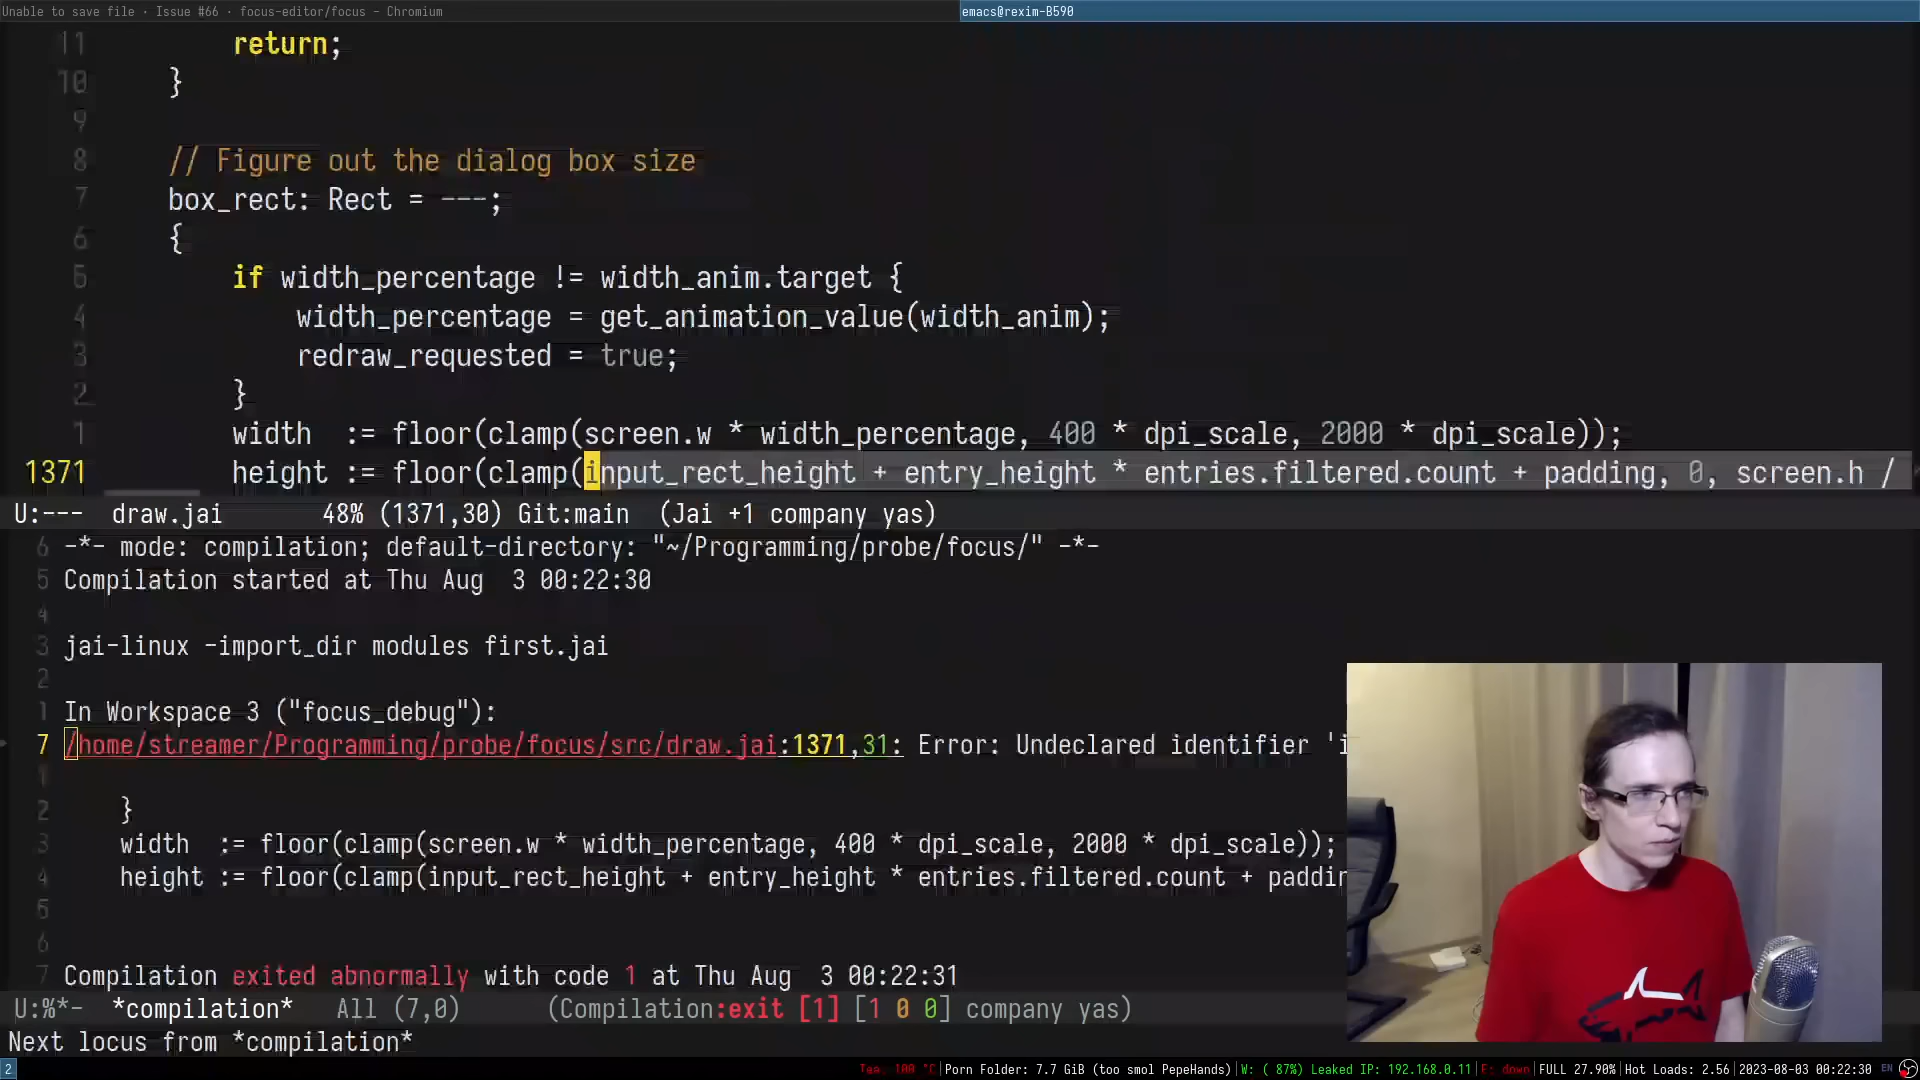 Unable to save file · Issue #66 · focus-editor/focus - Chromium
emacs@rexim-B590
11 return;
10 }
9
8 // Figure out the dialog box size
7 box_rect: Rect = ---;
6 {
5 if width_percentage != width_anim.target {
4 width_percentage = get_animation_value(width_anim);
3 redraw_requested = true;
2 }
1 width := floor(clamp(screen.w * width_percentage, 400 * dpi_scale, 2000 * dpi_scale));
1371 height := floor(clamp(input_rect_height + entry_height * entries.filtered.count + padding, 0, screen.h /
U:--- draw.jai 48% (1371,30) Git:main (Jai +1 company yas)
6 -*- mode: compilation; default-directory: "~/Programming/probe/focus/" -*-
5 Compilation started at Thu Aug 3 00:22:30
4
3 jai-linux -import_dir modules first.jai
2
1 In Workspace 3 ("focus_debug"):
7 /home/streamer/Programming/probe/focus/src/draw.jai:1371,31: Error: Undeclared identifier 'i
1
2 }
3 width := floor(clamp(screen.w * width_percentage, 400 * dpi_scale, 2000 * dpi_scale));
4 height := floor(clamp(input_rect_height + entry_height * entries.filtered.count + paddin
5
6
7 Compilation exited abnormally with code 1 at Thu Aug 3 00:22:31
U:%*- *compilation* All (7,0) (Compilation:exit [1] [1 0 0] company yas)
Next locus from *compilation*
2 Tea: 100 °C|Porn Folder: 7.7 GiB (too smol PepeHands)|W: ( 87%) Leaked IP: 192.168.0.11|E: down|FULL 27.90%|Hot Loads: 2.56|2023-08-03 00:22:30 EN